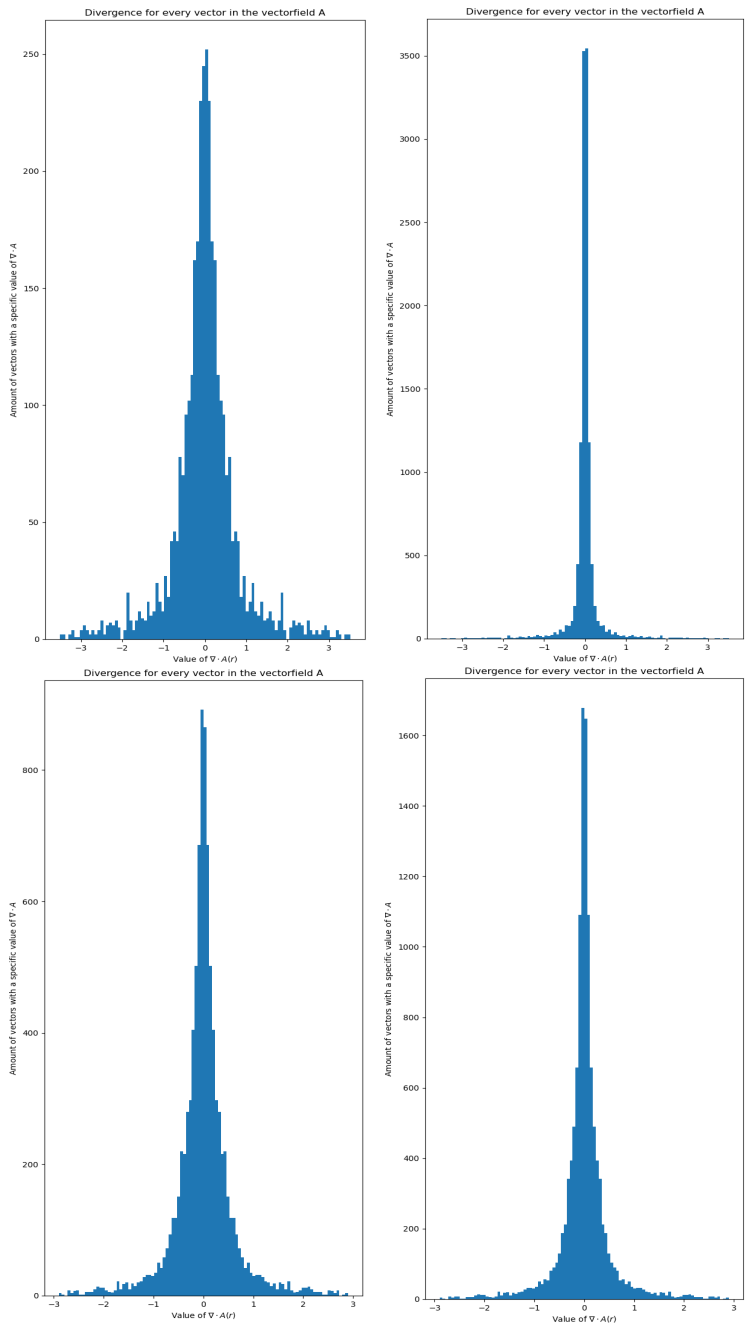 Divergence for every vector in the vectorfield A
Amount of vectors with a specific value of ∇ · A
250
200
150
100
50
0
−3 −2 −1 0 1 2 3
Value of ∇ · A(r)
Divergence for every vector in the vectorfield A
Amount of vectors with a specific value of ∇ · A
3500
3000
2500
2000
1500
1000
500
0
−3 −2 −1 0 1 2 3
Value of ∇ · A(r)
Divergence for every vector in the vectorfield A
Amount of vectors with a specific value of ∇ · A
800
600
400
200
0
−3 −2 −1 0 1 2 3
Value of ∇ · A(r)
Divergence for every vector in the vectorfield A
Amount of vectors with a specific value of ∇ · A
1600
1400
1200
1000
800
600
400
200
0
−3 −2 −1 0 1 2 3
Value of ∇ · A(r)